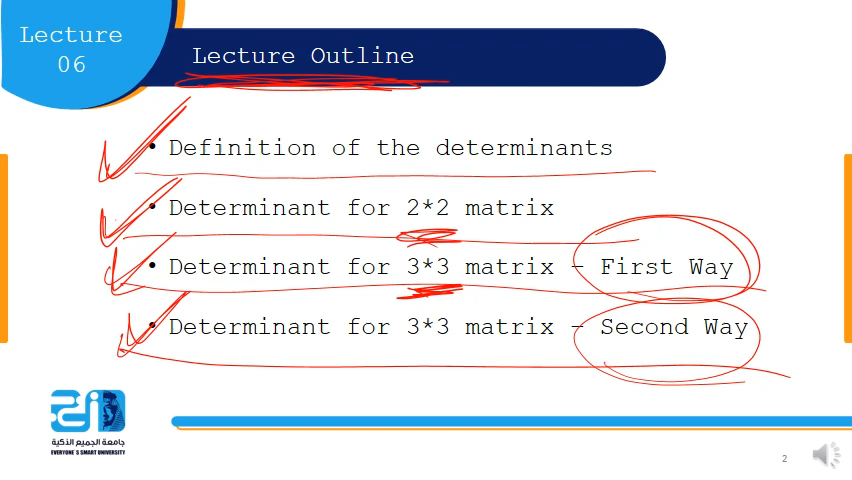 Lecture
06
Lecture Outline
• Definition of the determinants
• Determinant for 2*2 matrix
• Determinant for 3*3 matrix – First Way
• Determinant for 3*3 matrix – Second Way
جامعة الجميع الذكية
EVERYONE`S SMART UNIVERSITY
2